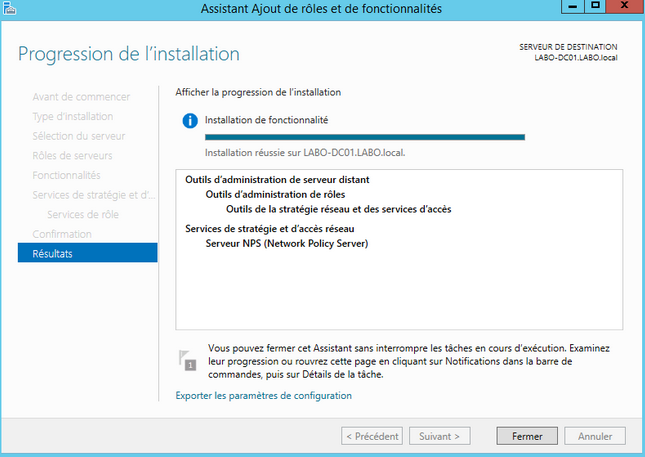 Assistant Ajout de rôles et de fonctionnalités
Progression de l'installation
SERVEUR DE DESTINATION
LABO-DC01.LABO.local
Avant de commencer
Type d'installation
Sélection du serveur
Rôles de serveurs
Fonctionnalités
Services de stratégie et d'...
Services de rôle
Confirmation
Résultats
Afficher la progression de l'installation
Installation de fonctionnalité
Installation réussie sur LABO-DC01.LABO.local.
Outils d'administration de serveur distant
Outils d'administration de rôles
Outils de la stratégie réseau et des services d'accès
Services de stratégie et d'accès réseau
Serveur NPS (Network Policy Server)
1
Vous pouvez fermer cet Assistant sans interrompre les tâches en cours d'exécution. Examinez
leur progression ou rouvrez cette page en cliquant sur Notifications dans la barre de
commandes, puis sur Détails de la tâche.
Exporter les paramètres de configuration
< Précédent
Suivant >
Fermer
Annuler